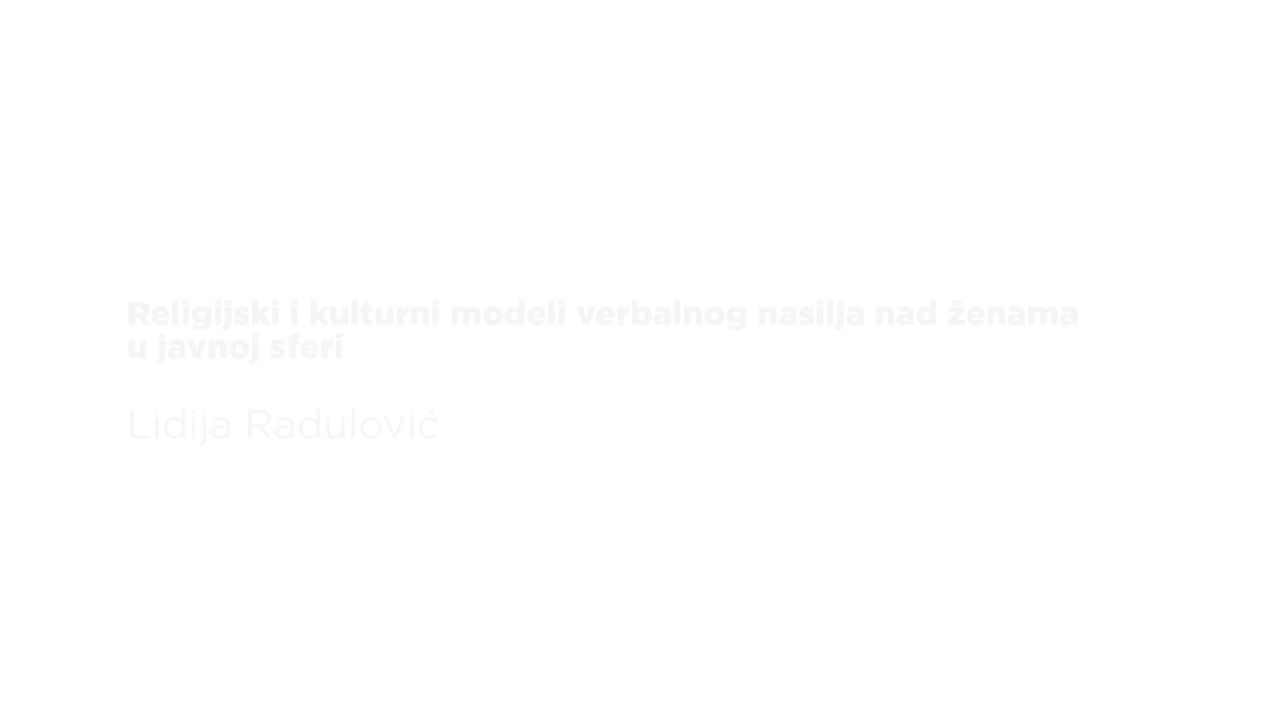 Religijski i kulturni modeli verbalnog nasilja nad ženama
u javnoj sferi
Lidija Radulović